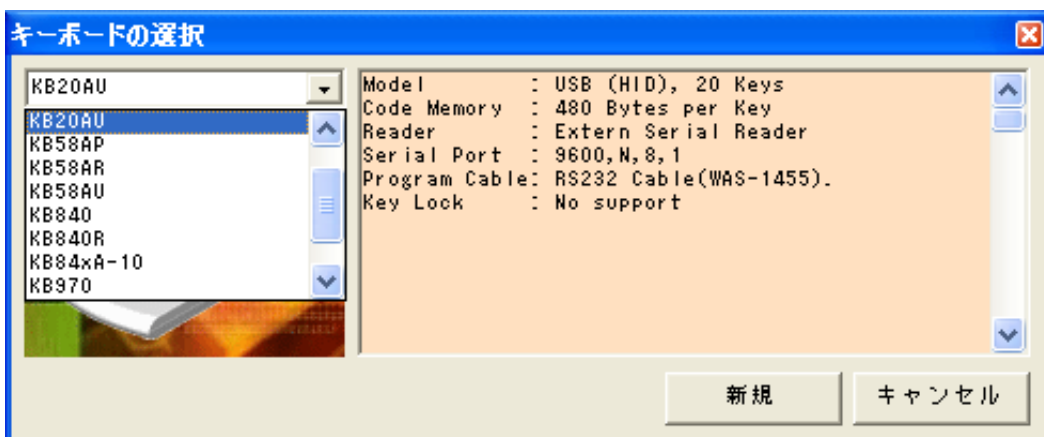 キーボードの選択
KB20AU
KB20AU
KB58AP
KB58AR
KB58AU
KB840
KB840R
KB84xA-10
KB970
Model : USB (HID), 20 Keys
Code Memory : 480 Bytes per Key
Reader : Extern Serial Reader
Serial Port : 9600,N,8,1
Program Cable: RS232 Cable(WAS-1455).
Key Lock : No support
新規
キャンセル